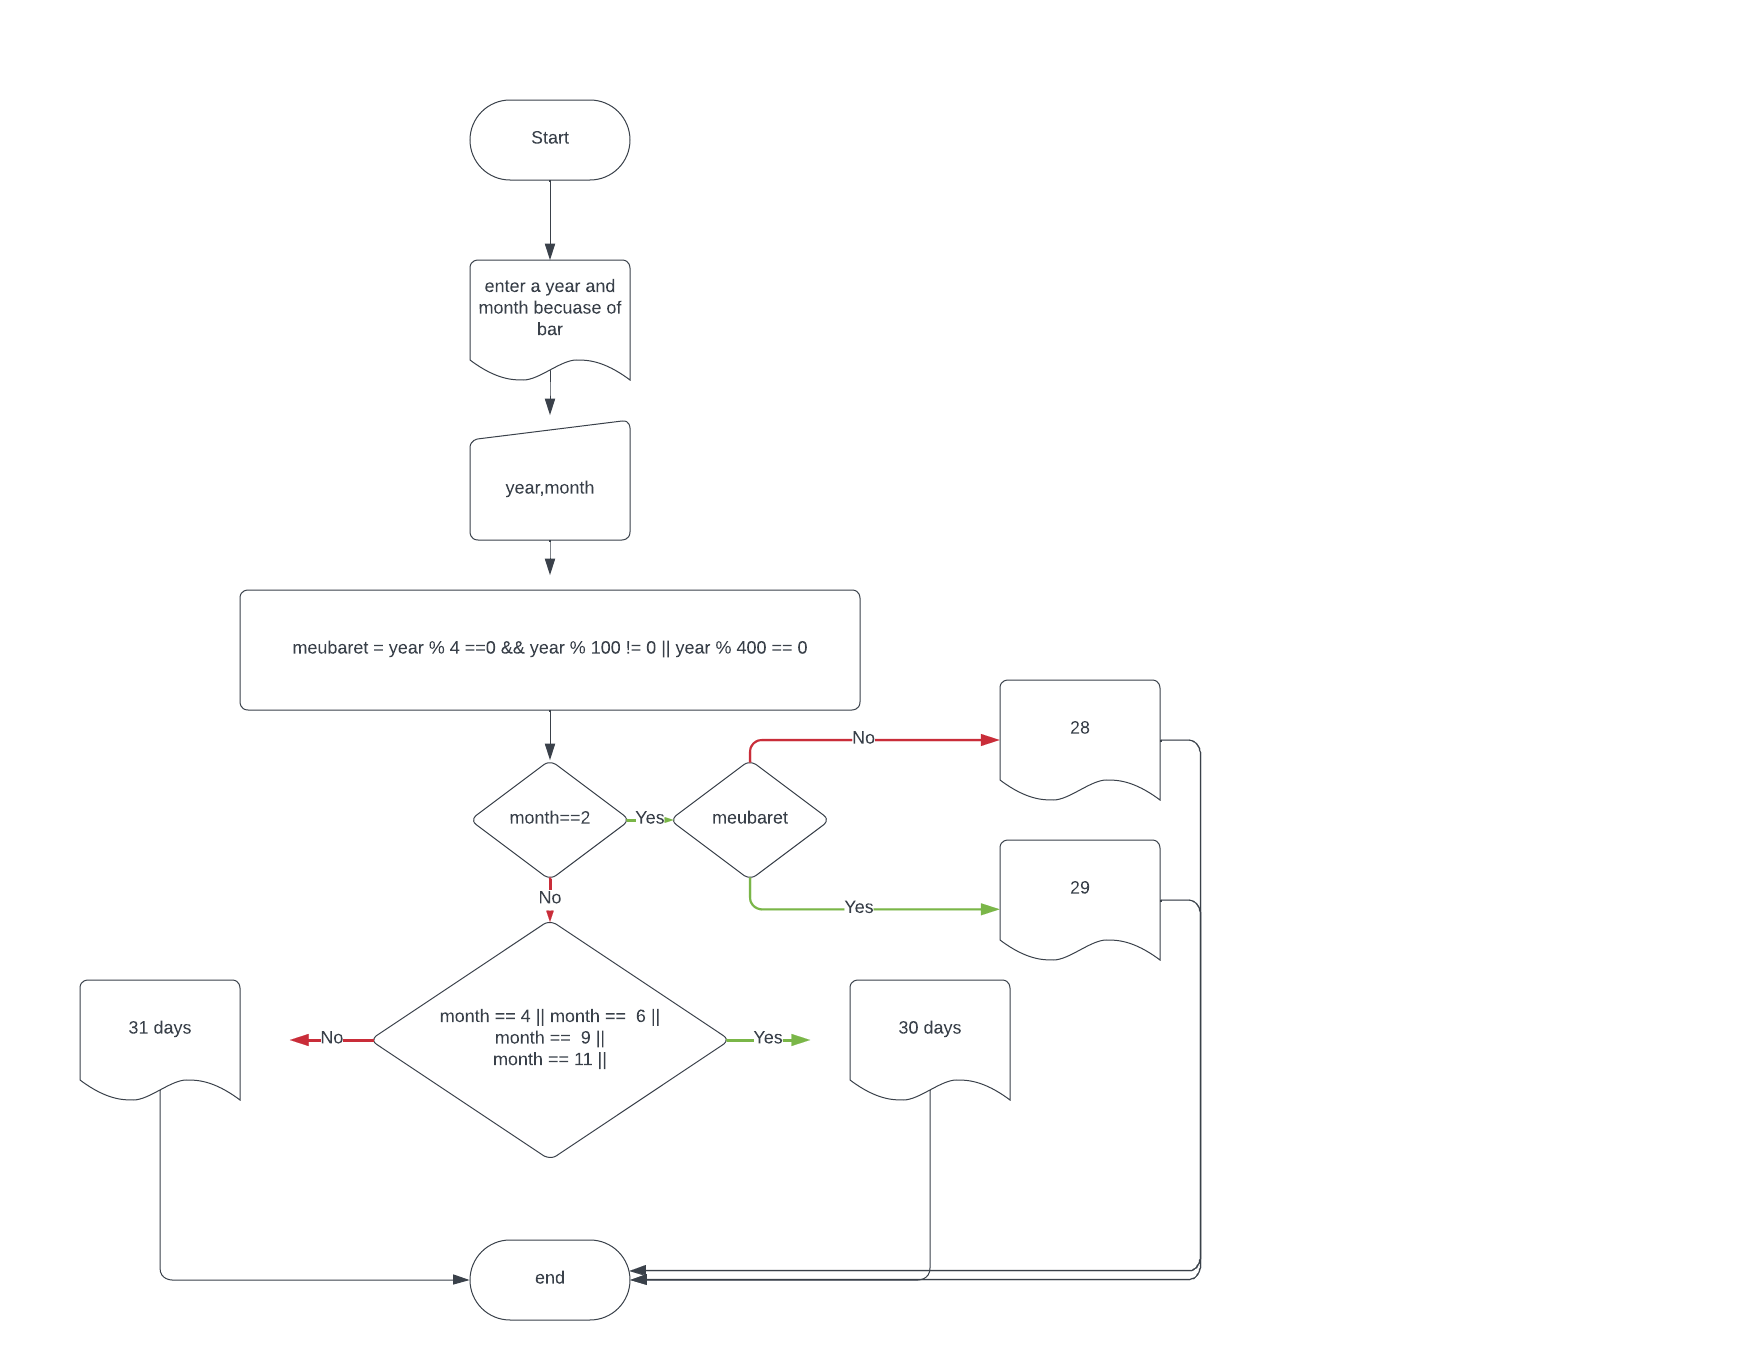 Start
enter a year and
month becuase of
bar
year,month
meubaret = year % 4 ==0 && year % 100 != 0 || year % 400 == 0
28
No
month==2
Yes
meubaret
No
29
Yes
31 days
No
month == 4 || month ==  6 ||
month ==  9 ||
month == 11 ||
Yes
30 days
end